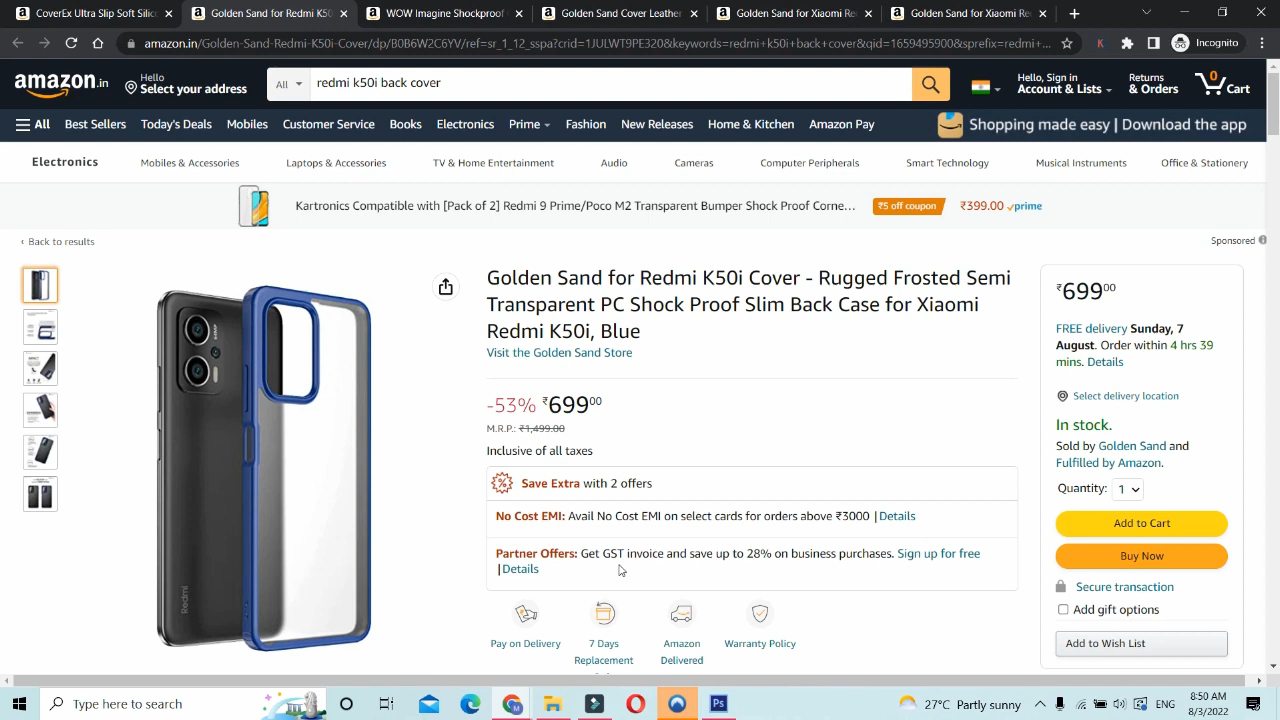 CoverEx Ultra Slip Soft Silico
Golden Sand for Redmi K50i
WOW Imagine Shockproof
Golden Sand for Leather
Golden Sand for Xiaomi Re
Golden Sand for Xiaomi Re
amazon.in/Golden-Sand-Redmi-K50i-Cover/dp/B0B6W2C6YV/ref=sr_1_12_sspa?crid=1JULWT9PE320&keywords=redmi+k50i+back+cover&qid=1659495900&sprefix=redmi+...
K
Incognito
amazon.in
Hello
Select your address
All
redmi k50i back cover
Hello, Sign in
Account & Lists
Returns
& Orders
0
Cart
All
Best Sellers
Today's Deals
Mobiles
Customer Service
Books
Electronics
Prime
Fashion
New Releases
Home & Kitchen
Amazon Pay
Shopping made easy | Download the app
Electronics
Mobiles & Accessories
Laptops & Accessories
TV & Home Entertainment
Audio
Cameras
Computer Peripherals
Smart Technology
Musical Instruments
Office & Stationery
Kartronics Compatible with [Pack of 2] Redmi 9 Prime/Poco M2 Transparent Bumper Shock Proof Corne...
₹5 off coupon
₹399.00 prime
‹ Back to results
Sponsored
Golden Sand for Redmi K50i Cover - Rugged Frosted Semi
Transparent PC Shock Proof Slim Back Case for Xiaomi
Redmi K50i, Blue
Visit the Golden Sand Store
-53% ₹699⁰⁰
M.R.P.: ₹1,499.00
Inclusive of all taxes
Save Extra with 2 offers
No Cost EMI: Avail No Cost EMI on select cards for orders above ₹3000 |Details
Partner Offers: Get GST invoice and save up to 28% on business purchases. Sign up for free
|Details
Pay on Delivery
7 Days
Replacement
Amazon
Delivered
Warranty Policy
Redmi
₹699⁰⁰
FREE delivery Sunday, 7
August. Order within 4 hrs 39
mins. Details
Select delivery location
In stock.
Sold by Golden Sand and
Fulfilled by Amazon.
Quantity: 1
Add to Cart
Buy Now
Secure transaction
Add gift options
Add to Wish List
Type here to search
Ps
27°C Partly sunny
ENG
8:50 AM
8/3/2022